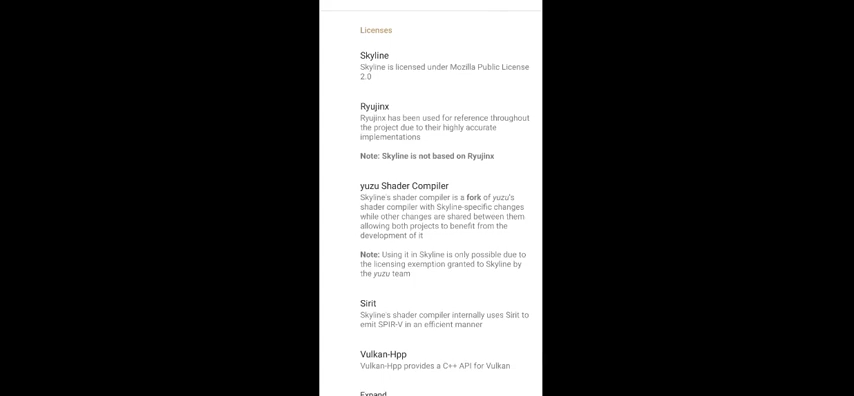 Licenses
Skyline
Skyline is licensed under Mozilla Public License
2.0
Ryujinx
Ryujinx has been used for reference throughout
the project due to their highly accurate
implementations
Note: Skyline is not based on Ryujinx
yuzu Shader Compiler
Skyline's shader compiler is a fork of yuzu's
shader compiler with Skyline-specific changes
while other changes are shared between them
allowing both projects to benefit from the
development of it
Note: Using it in Skyline is only possible due to
the licensing exemption granted to Skyline by
the yuzu team
Sirit
Skyline's shader compiler internally uses Sirit to
emit SPIR-V in an efficient manner
Vulkan-Hpp
Vulkan-Hpp provides a C++ API for Vulkan
Expand